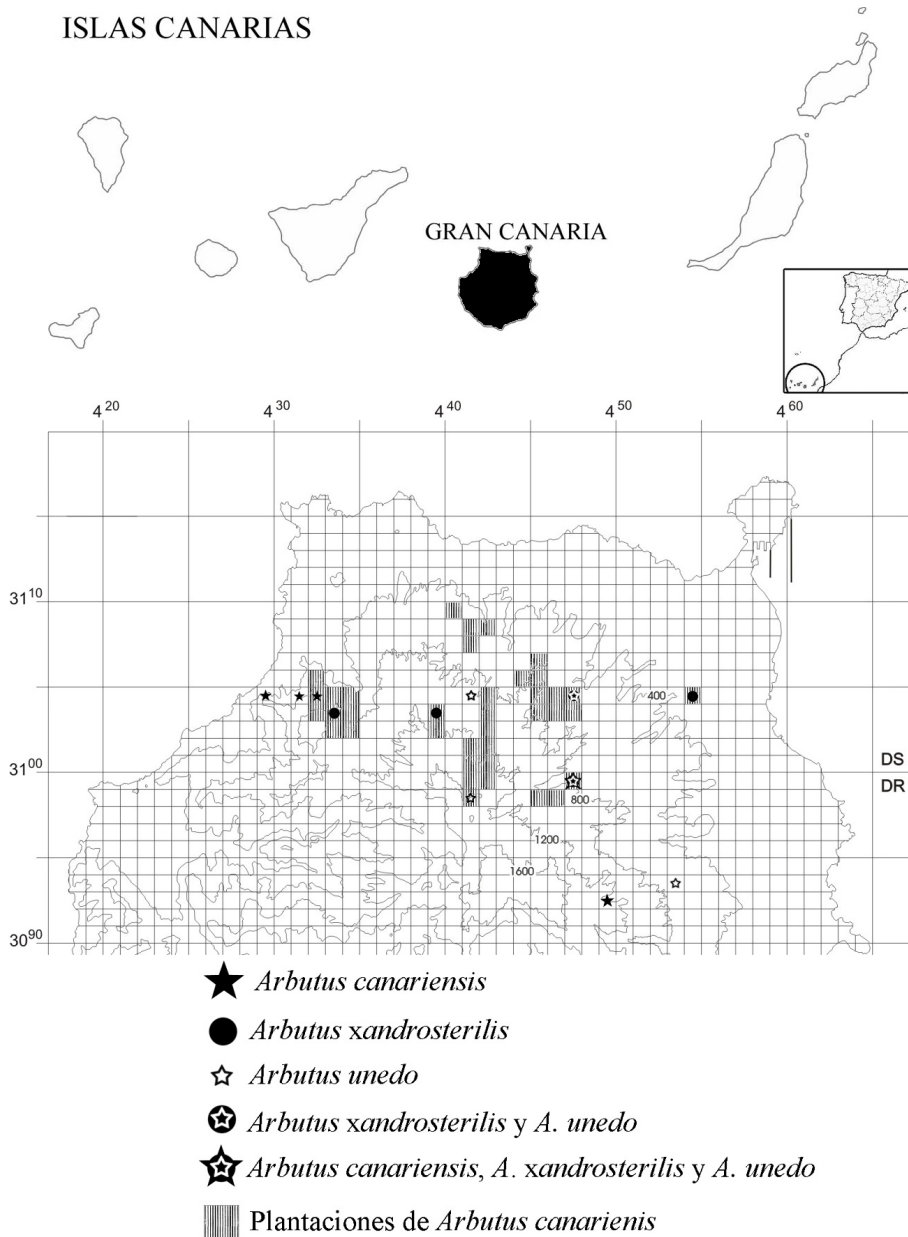 ISLAS CANARIAS
GRAN CANARIA
4 20 4 30 4 40 4 50 4 60
31 10
400
31 00
DS
DR
800
1200
1600
30 90
Arbutus canariensis
Arbutus xandrosterilis
Arbutus unedo
Arbutus xandrosterilis y A. unedo
Arbutus canariensis, A. xandrosterilis y A. unedo
Plantaciones de Arbutus canarienis